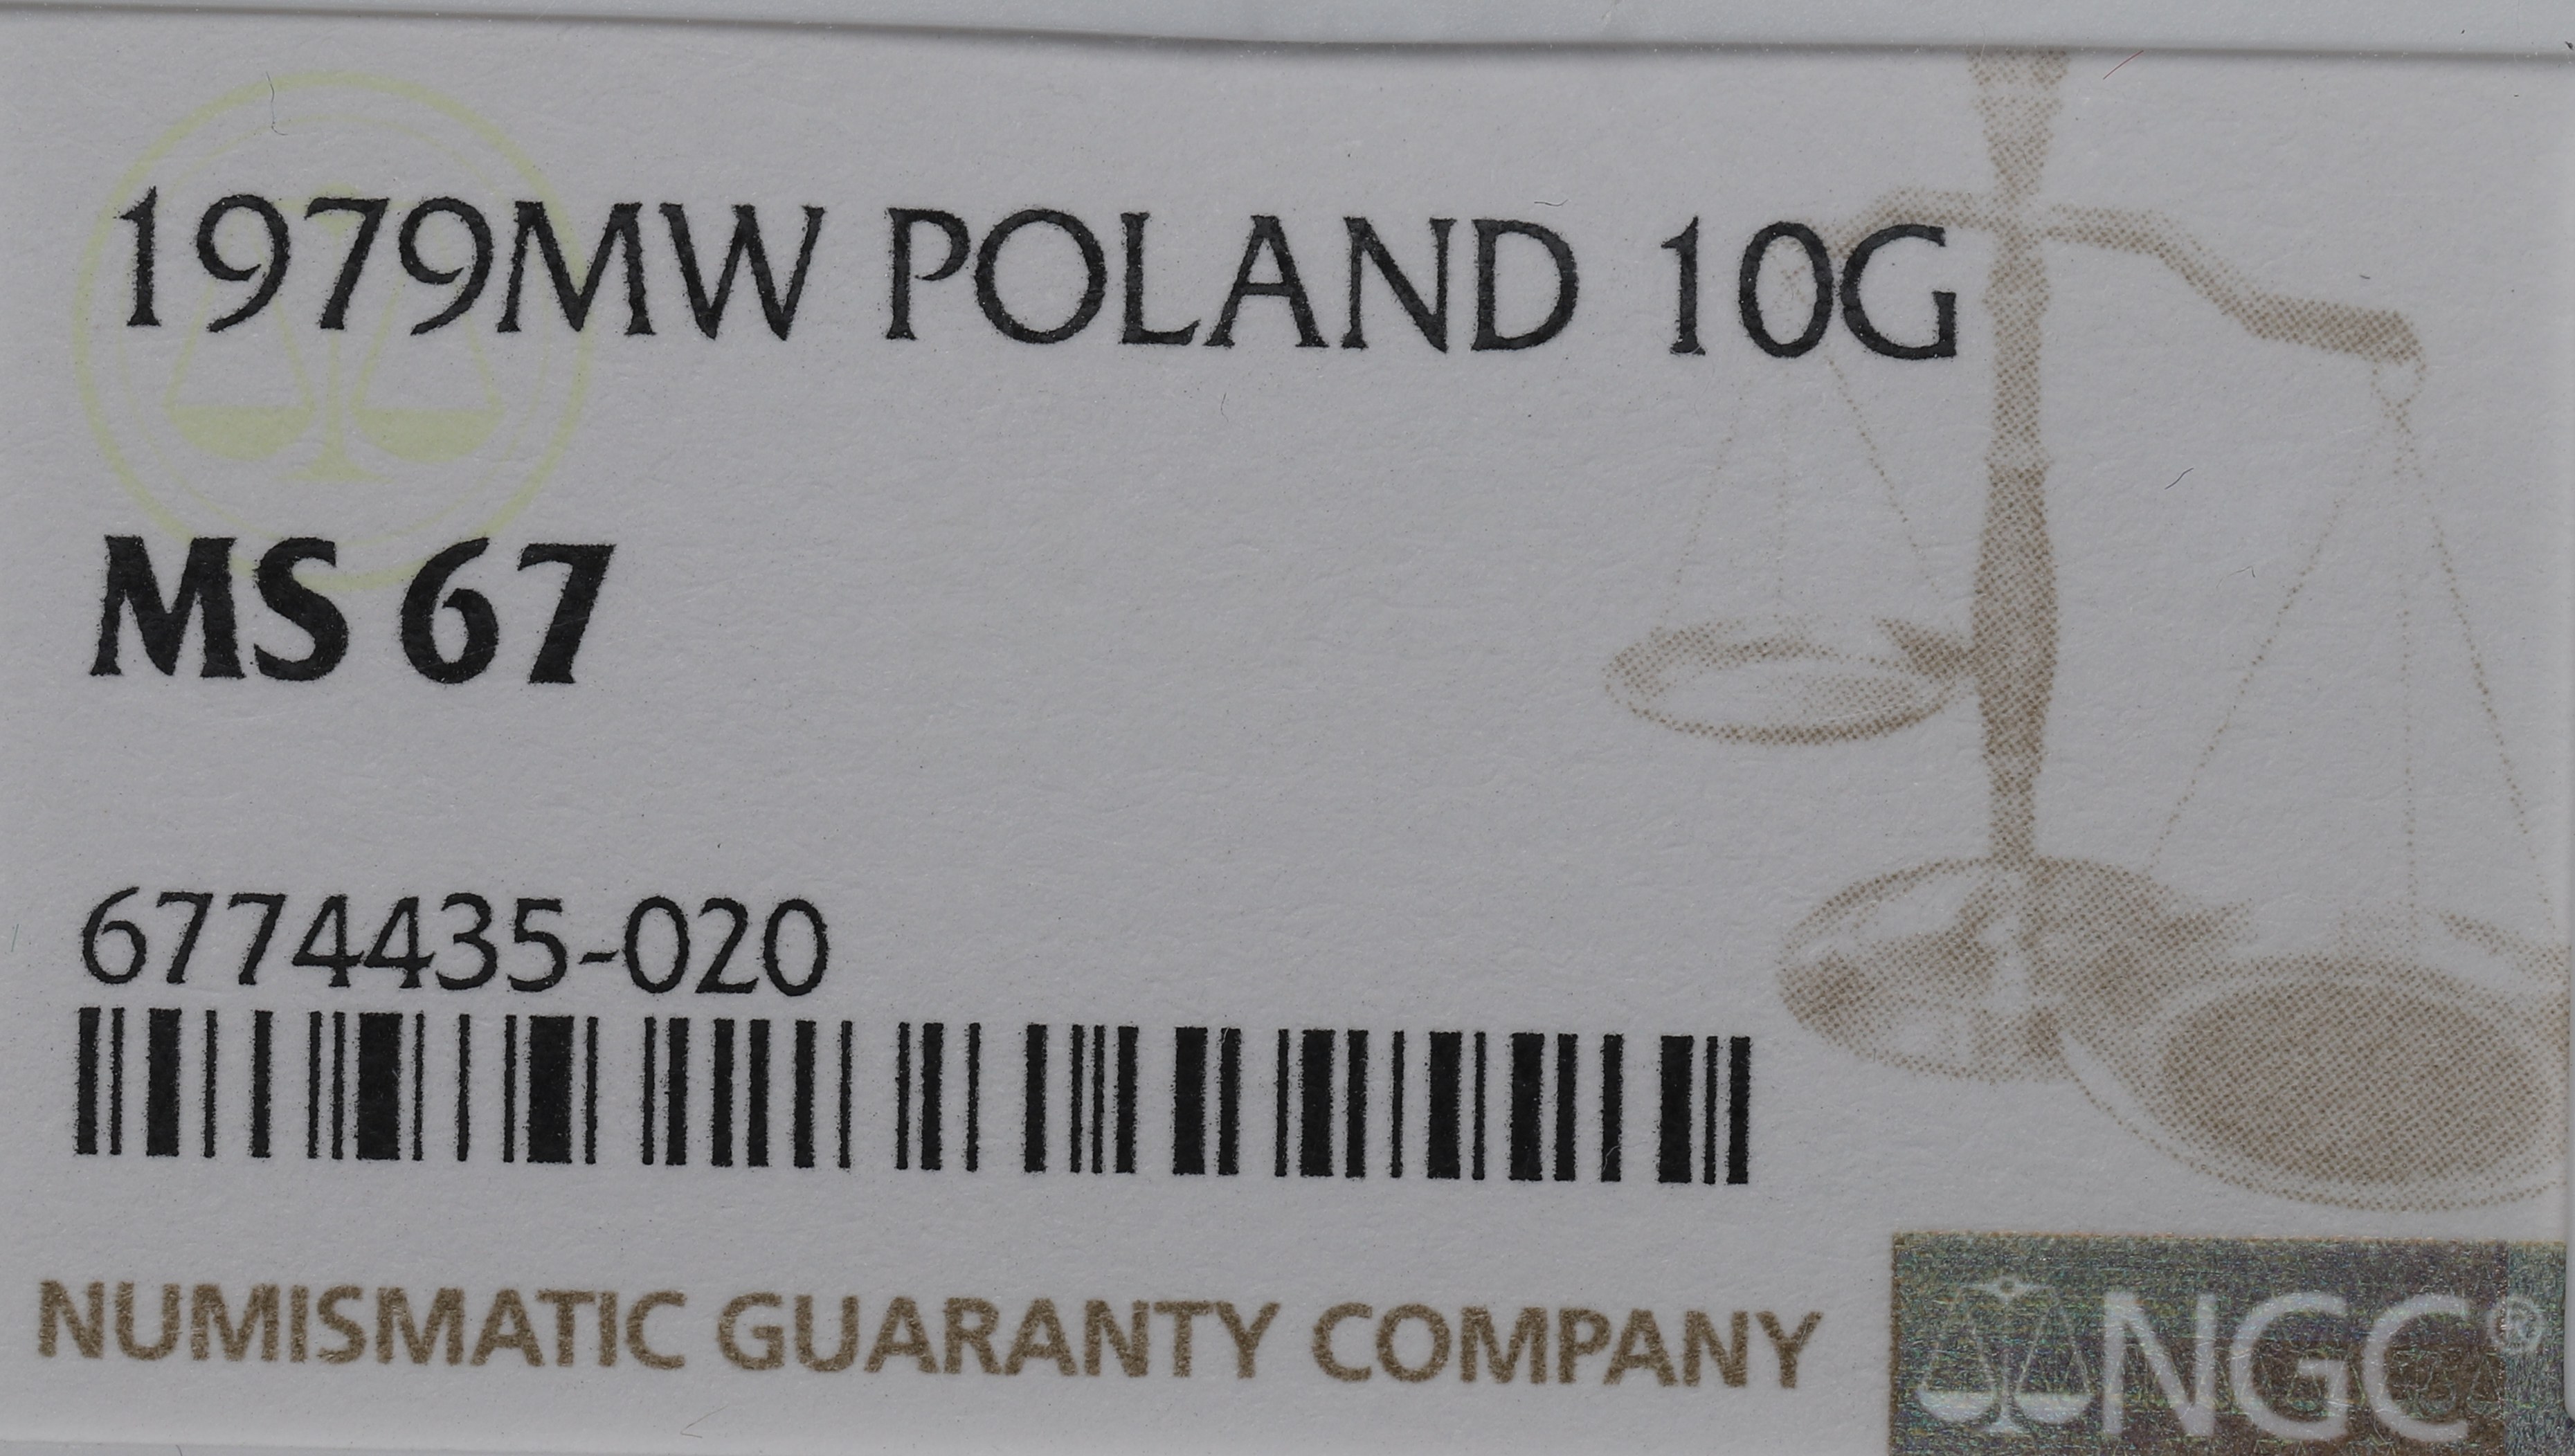 1979MW POLAND 10G
MS 67
6774435-020
NUMISMATIC GUARANTY COMPANY
NGC®